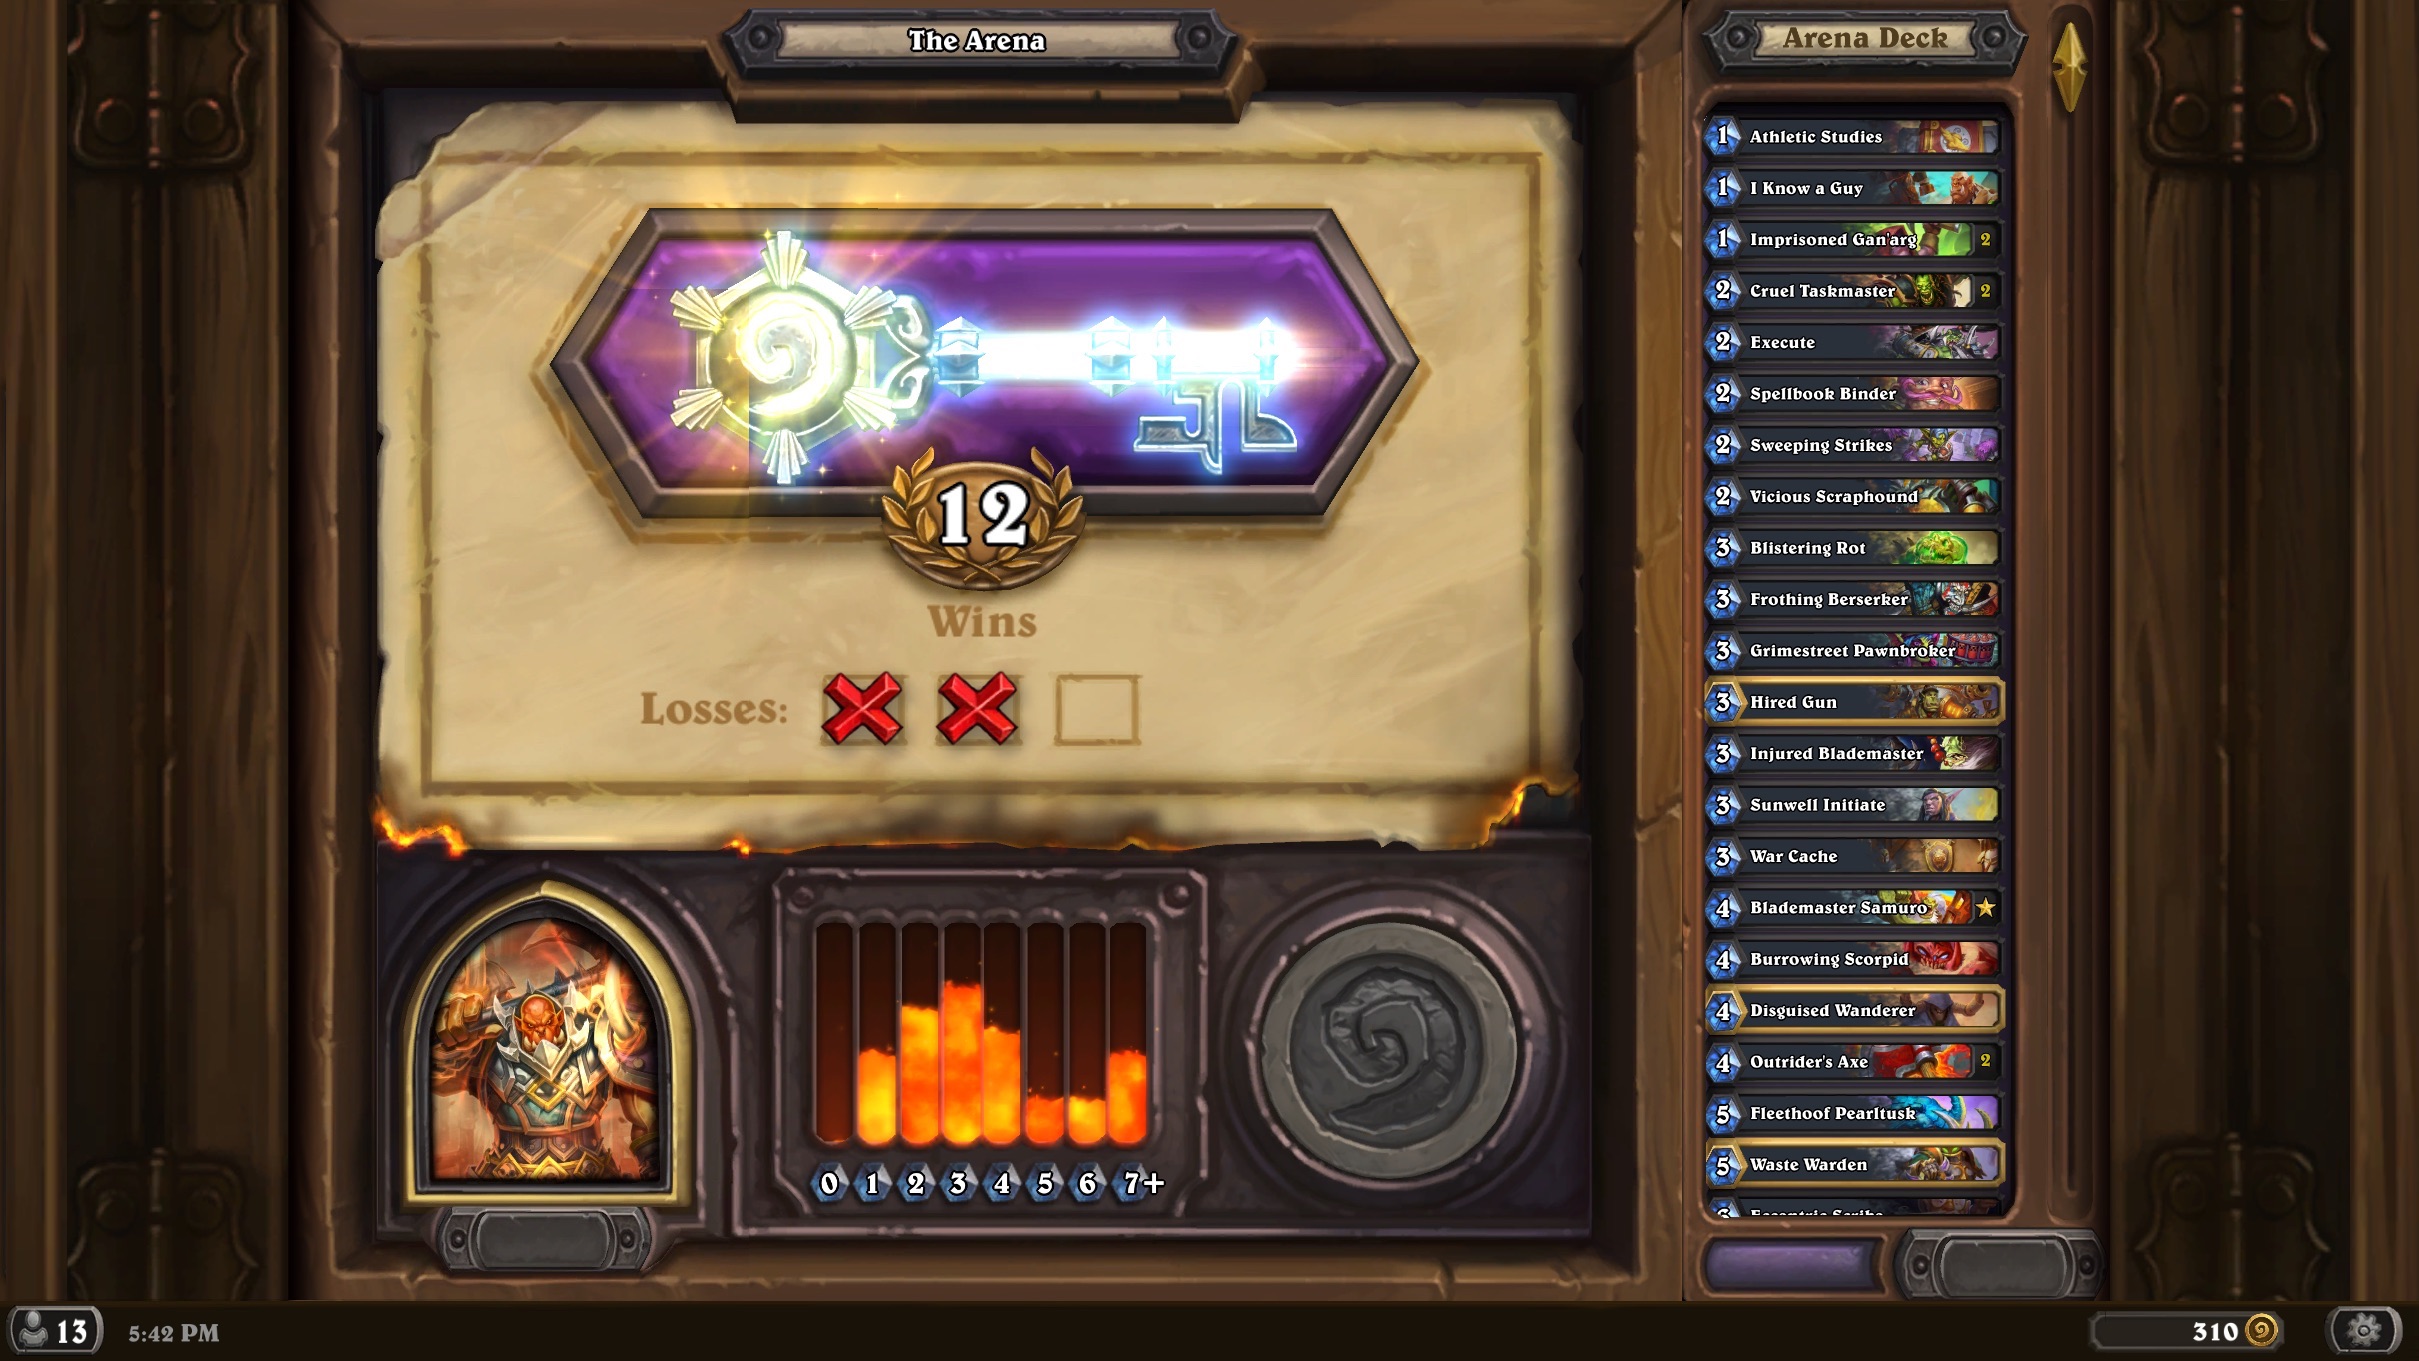 The Arena
12
Wins
Losses:
0 1 2 3 4 5 6 7+
Arena Deck
1 Athletic Studies
1 I Know a Guy
1 Imprisoned Gan'arg 2
2 Cruel Taskmaster 2
2 Execute
2 Spellbook Binder
2 Sweeping Strikes
2 Vicious Scraphound
3 Blistering Rot
3 Frothing Berserker
3 Grimestreet Pawnbroker
3 Hired Gun
3 Injured Blademaster
3 Sunwell Initiate
3 War Cache
4 Blademaster Samuro
4 Burrowing Scorpid
4 Disguised Wanderer
4 Outrider's Axe 2
5 Fleethoof Pearltusk
5 Waste Warden
6 Eccentric Scribe
13
5:42 PM
310